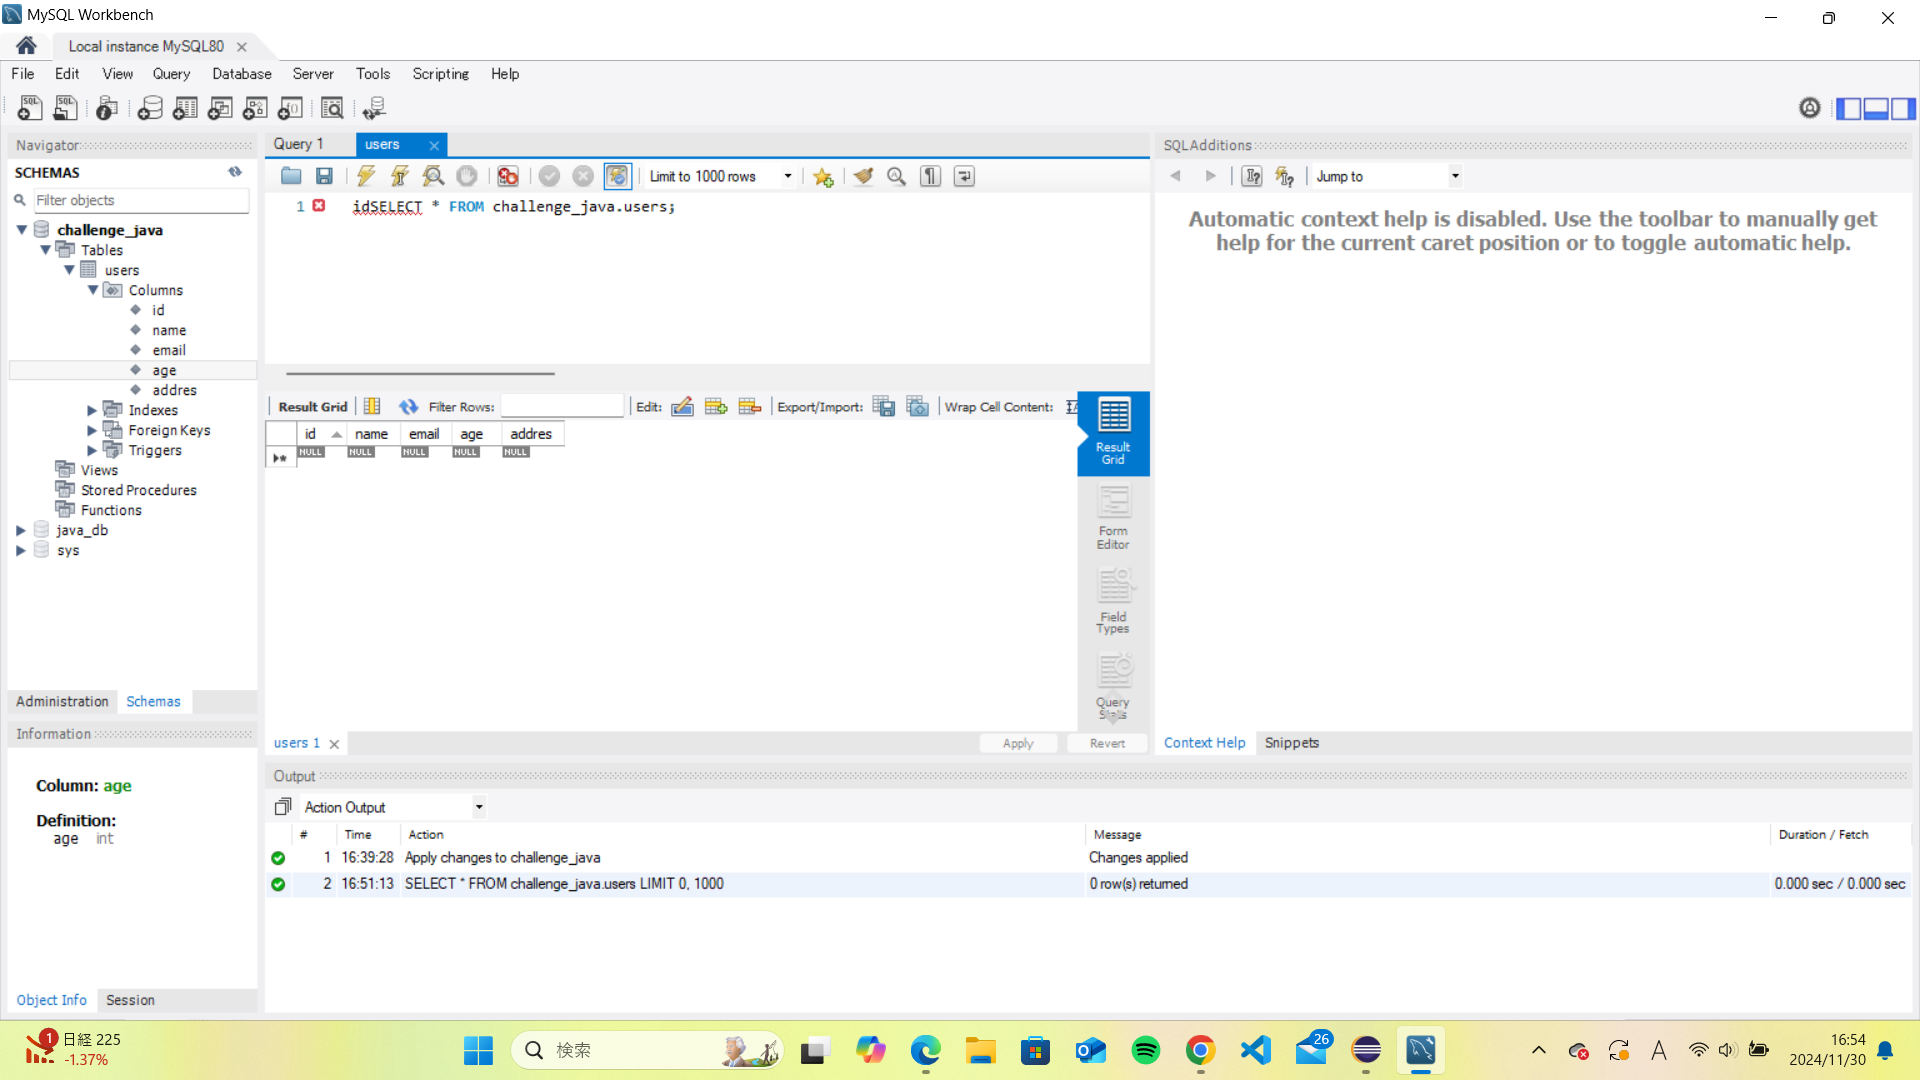 MySQL Workbench
Local instance MySQL80
File Edit View Query Database Server Tools Scripting Help
Navigator
SCHEMAS
Filter objects
challenge_java
Tables
users
Columns
id
name
email
age
addres
Indexes
Foreign Keys
Triggers
Views
Stored Procedures
Functions
java_db
sys
Administration Schemas
Information
Column: age
Definition:
age int
Object Info Session
Query 1 users
Limit to 1000 rows
1 idSELECT * FROM challenge_java.users;
Result Grid Filter Rows: Edit: Export/Import: Wrap Cell Content:
id name email age addres
NULL NULL NULL NULL NULL
Result
Grid
Form
Editor
Field
Types
Query
Stats
users 1
Apply Revert
SQLAdditions
Jump to
Automatic context help is disabled. Use the toolbar to manually get
help for the current caret position or to toggle automatic help.
Context Help Snippets
Output
Action Output
# Time Action Message Duration / Fetch
1 16:39:28 Apply changes to challenge_java Changes applied
2 16:51:13 SELECT * FROM challenge_java.users LIMIT 0, 1000 0 row(s) returned 0.000 sec / 0.000 sec
1
日経 225
-1.37%
検索
26
A
16:54
2024/11/30